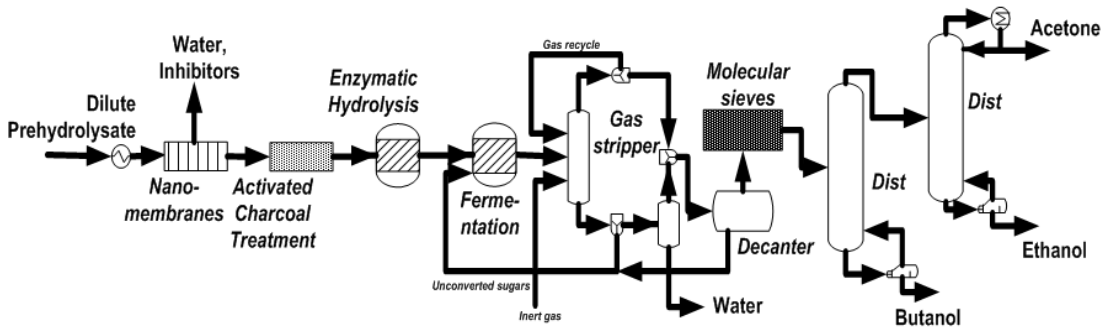 Water,
Inhibitors
Dilute
Prehydrolysate
Nano-
membranes
Activated
Charcoal
Treatment
Enzymatic
Hydrolysis
Ferme-
ntation
Gas recycle
Gas
stripper
Unconverted sugars
Inert gas
Water
Molecular
sieves
Decanter
Dist
Butanol
Dist
Acetone
Ethanol